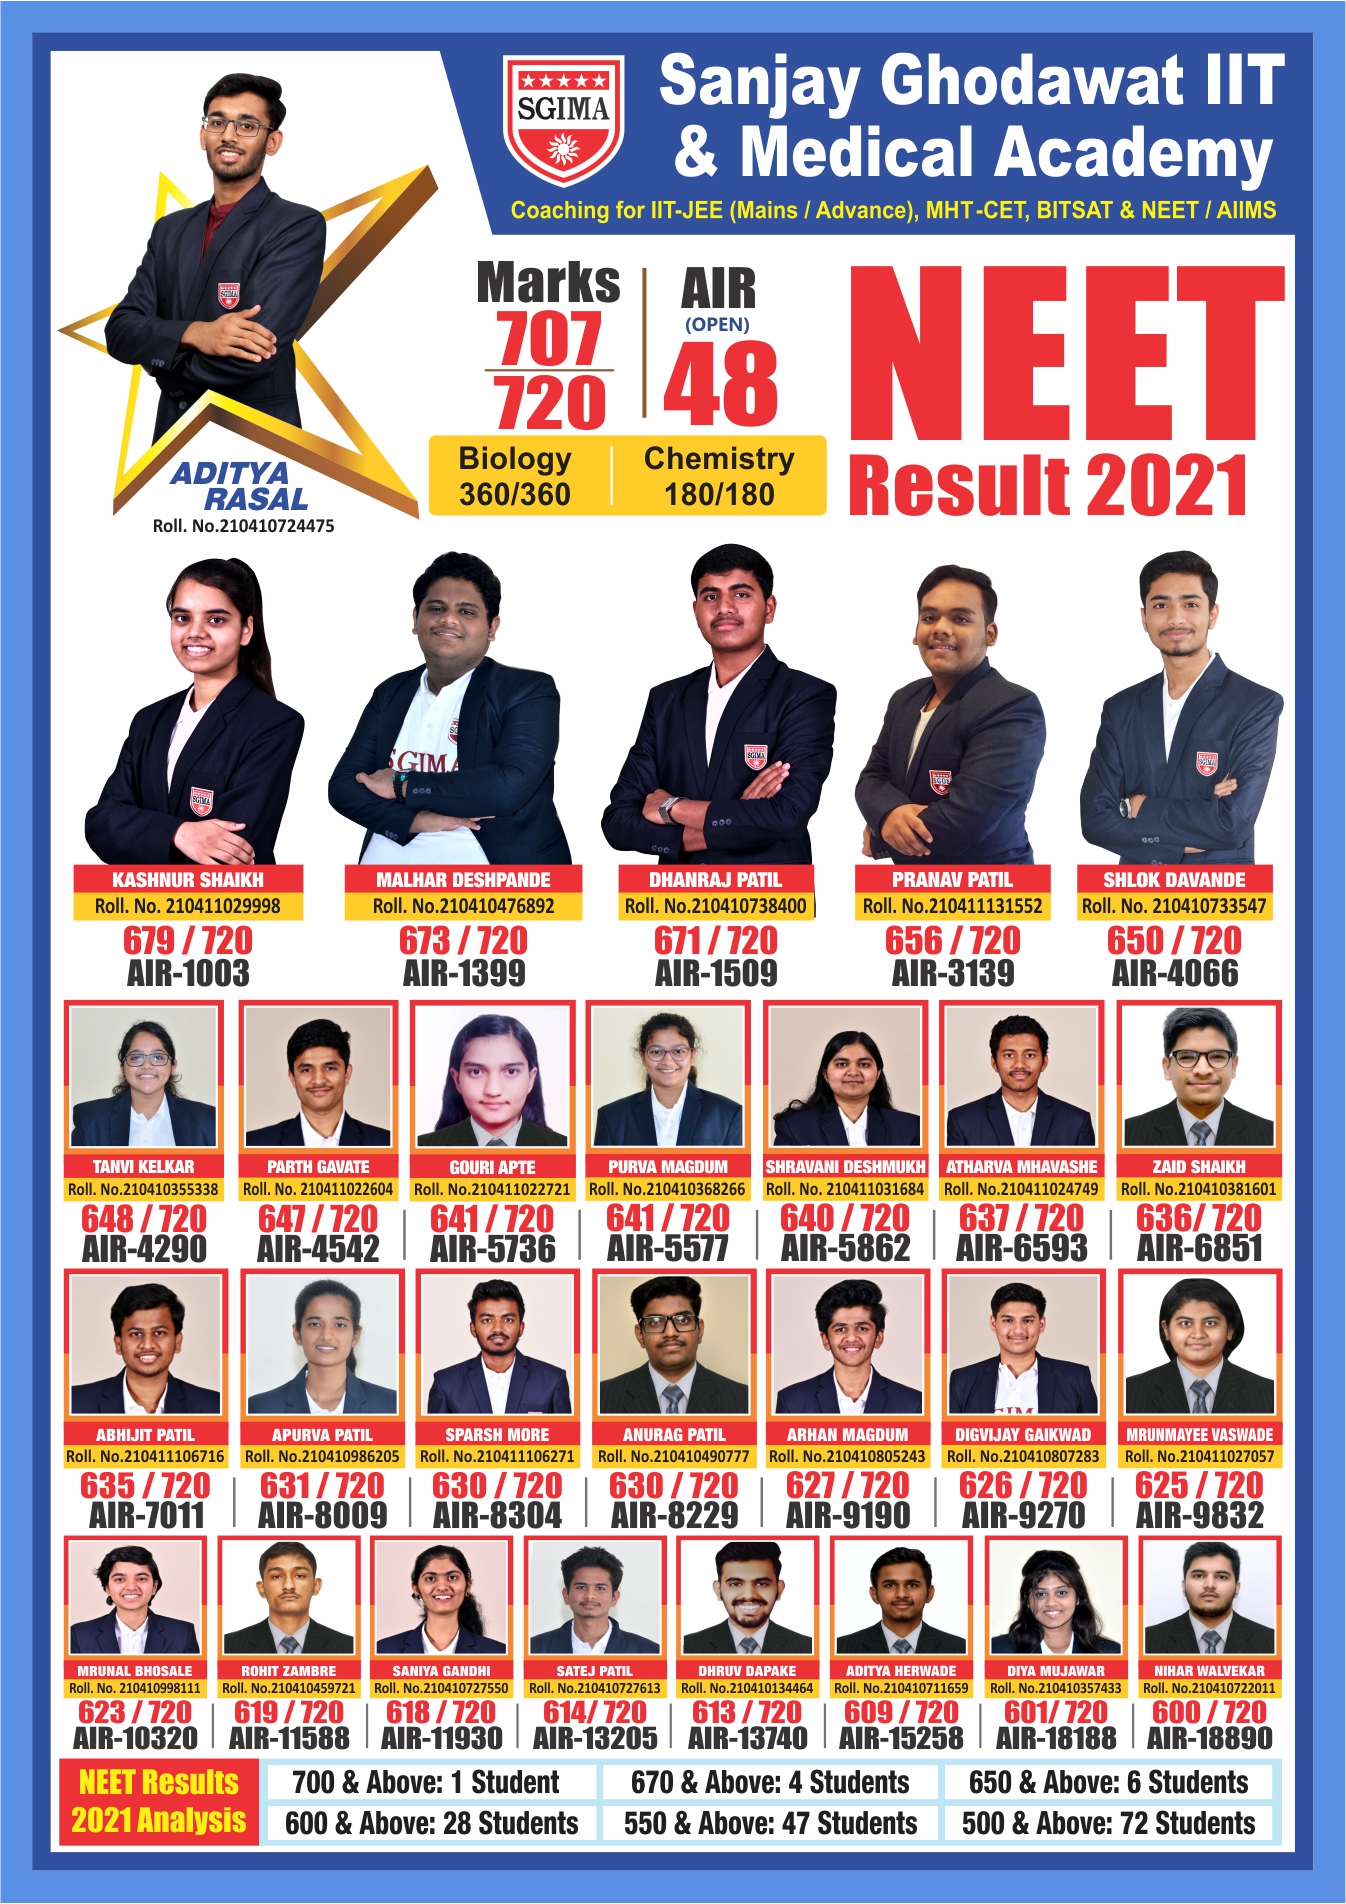 SGIMA
Sanjay Ghodawat IIT
& Medical Academy
Coaching for IIT-JEE (Mains / Advance), MHT-CET, BITSAT & NEET / AIIMS
SGIMA
Marks
707
720
AIR
(OPEN)
48
Biology
360/360
Chemistry
180/180
NEET
Result 2021
ADITYA
RASAL
Roll. No.210410724475
SGIMA
SG
SGIMA
SGIMA
SGIMA
SGIMA
KASHNUR SHAIKH
Roll. No. 210411029998
679 / 720
AIR-1003
MALHAR DESHPANDE
Roll. No.210410476892
673 / 720
AIR-1399
DHANRAJ PATIL
Roll. No.210410738400
671 / 720
AIR-1509
PRANAV PATIL
Roll. No.210411131552
656 / 720
AIR-3139
SHLOK DAVANDE
Roll. No. 210410733547
650 / 720
AIR-4066
TANVI KELKAR
Roll. No.210410355338
648 / 720
AIR-4290
PARTH GAVATE
Roll. No. 210411022604
647 / 720
AIR-4542
GOURI APTE
Roll. No.210411022721
641 / 720
AIR-5736
PURVA MAGDUM
Roll. No.210410368266
641 / 720
AIR-5577
SHRAVANI DESHMUKH
Roll. No. 210411031684
640 / 720
AIR-5862
ATHARVA MHAVASHE
Roll. No.210411024749
637 / 720
AIR-6593
ZAID SHAIKH
Roll. No.210410381601
636/ 720
AIR-6851
ABHIJIT PATIL
Roll. No.210411106716
635 / 720
AIR-7011
APURVA PATIL
Roll. No.210410986205
631 / 720
AIR-8009
SPARSH MORE
Roll. No.210411106271
630 / 720
AIR-8304
ANURAG PATIL
Roll. No.210410490777
630 / 720
AIR-8229
ARHAN MAGDUM
Roll. No.210410805243
627 / 720
AIR-9190
DIGVIJAY GAIKWAD
Roll. No.210410807283
626 / 720
AIR-9270
MRUNMAYEE VASWADE
Roll. No.210411027057
625 / 720
AIR-9832
MRUNAL BHOSALE
Roll. No. 210410998111
623 / 720
AIR-10320
ROHIT ZAMBRE
Roll. No. 210410459721
619 / 720
AIR-11588
SANIYA GANDHI
Roll. No.210410727550
618 / 720
AIR-11930
SATEJ PATIL
Roll. No.210410727613
614/ 720
AIR-13205
DHRUV DAPAKE
Roll. No.210410134464
613 / 720
AIR-13740
ADITYA HERWADE
Roll. No.210410711659
609 / 720
AIR-15258
DIYA MUJAWAR
Roll. No.210410357433
601/ 720
AIR-18188
NIHAR WALVEKAR
Roll. No.210410722011
600 / 720
AIR-18890
NEET Results
2021 Analysis
700 & Above: 1 Student
670 & Above: 4 Students
650 & Above: 6 Students
600 & Above: 28 Students
550 & Above: 47 Students
500 & Above: 72 Students